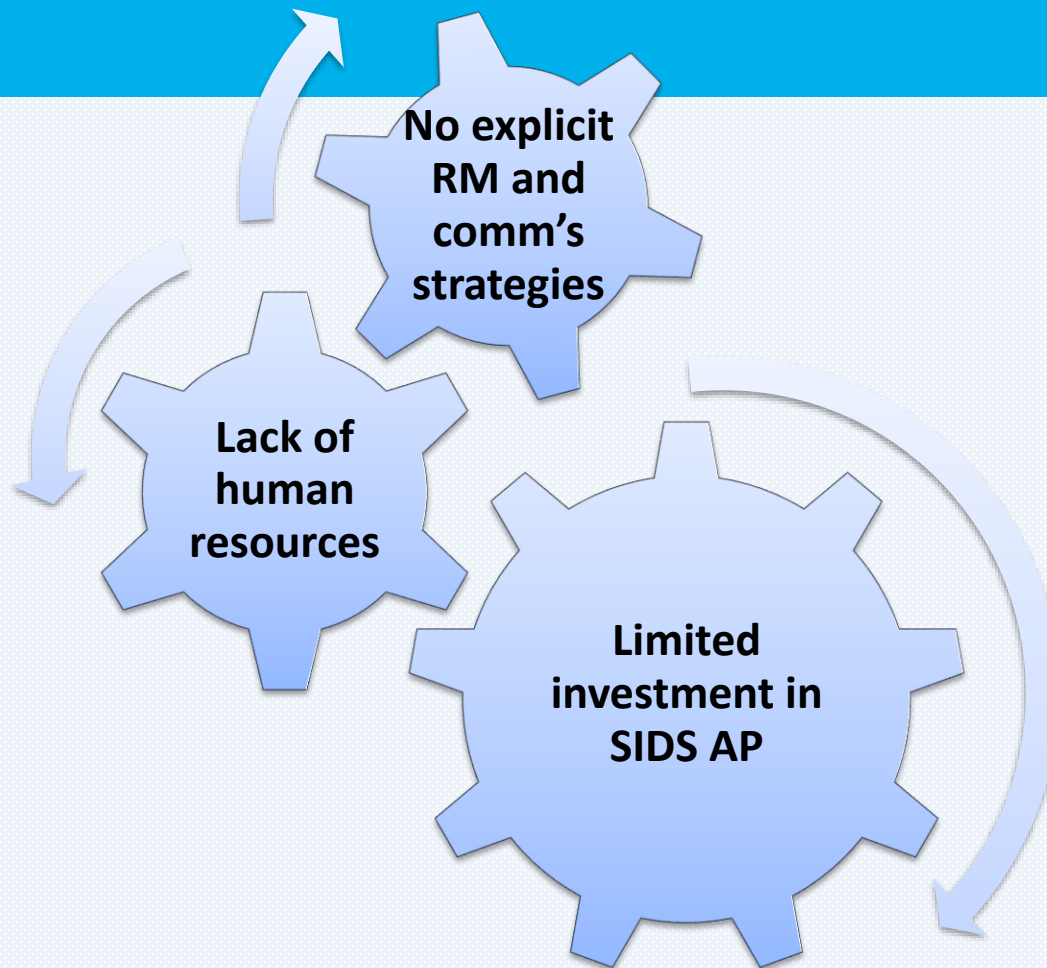 No explicit
RM and
comm’s
strategies
Lack of
human
resources
Limited
investment in
SIDS AP